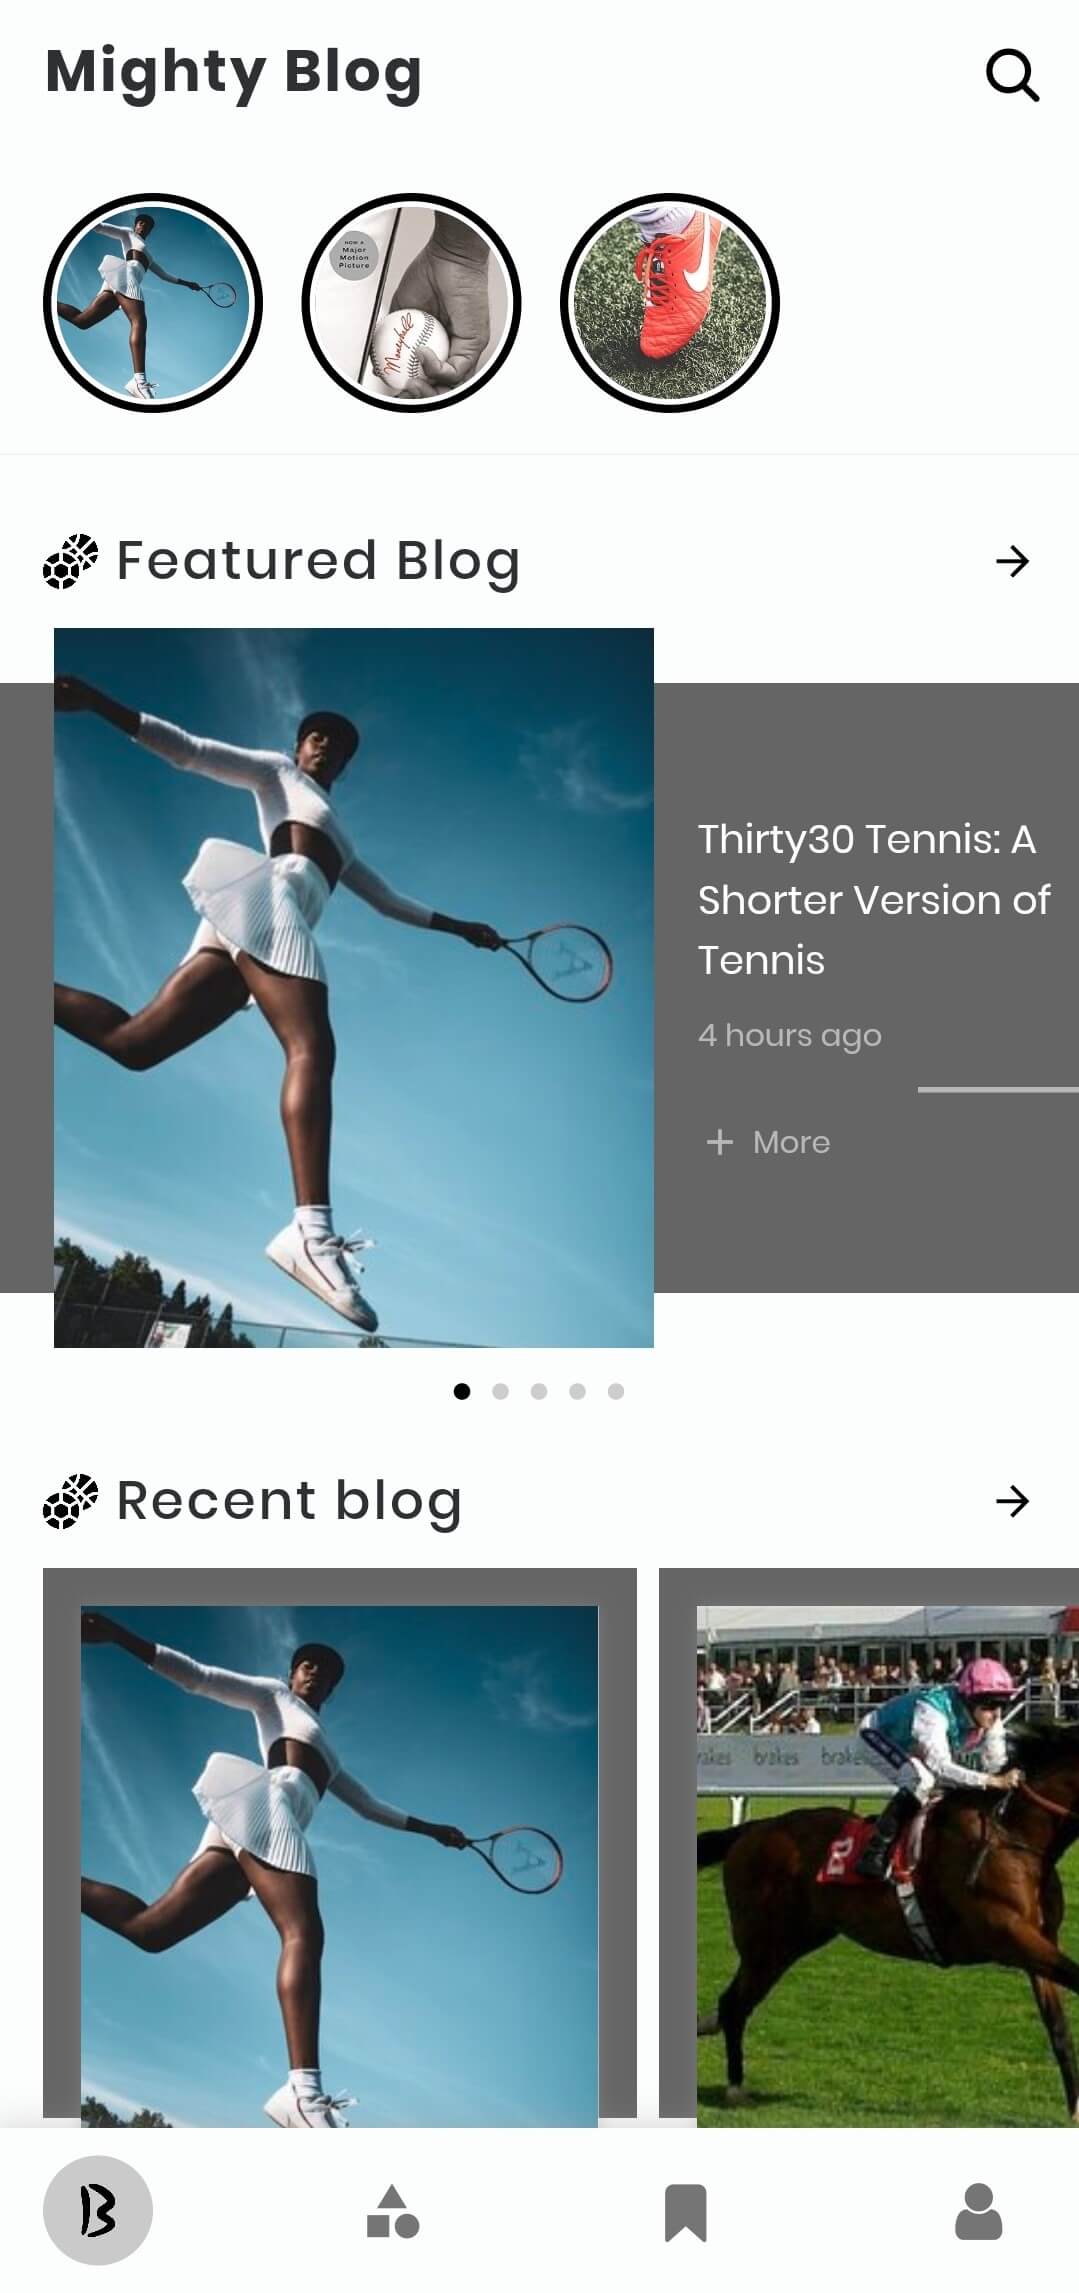 Mighty Blog
NOW A
Major
Motion
Picture
Moneyball
Featured Blog
Thirty30 Tennis: A
Shorter Version of
Tennis
4 hours ago
+ More
Recent blog
brakes brakes
B